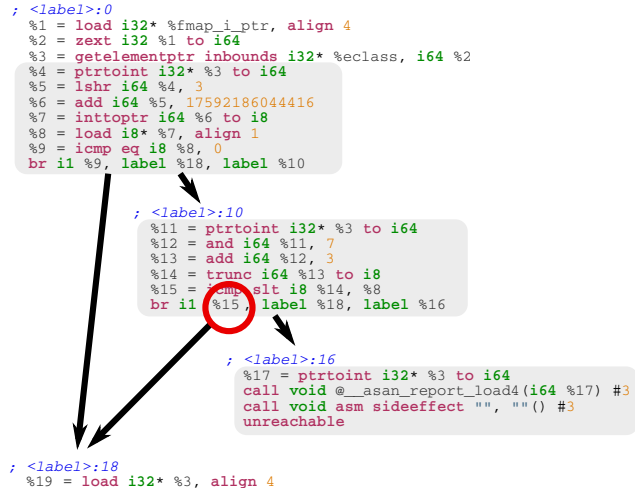 ; <label>:0
%1 = load i32* %fmap_i_ptr, align 4
%2 = zext i32 %1 to i64
%3 = getelementptr inbounds i32* %eclass, i64 %2
%4 = ptrtoint i32* %3 to i64
%5 = lshr i64 %4, 3
%6 = add i64 %5, 17592186044416
%7 = inttoptr i64 %6 to i8
%8 = load i8* %7, align 1
%9 = icmp eq i8 %8, 0
br i1 %9, label %18, label %10
; <label>:10
%11 = ptrtoint i32* %3 to i64
%12 = and i64 %11, 7
%13 = add i64 %12, 3
%14 = trunc i64 %13 to i8
%15 = icmp slt i8 %14, %8
br i1 %15, label %18, label %16
; <label>:16
%17 = ptrtoint i32* %3 to i64
call void @__asan_report_load4(i64 %17) #3
call void asm sideeffect "", ""() #3
unreachable
; <label>:18
%19 = load i32* %3, align 4